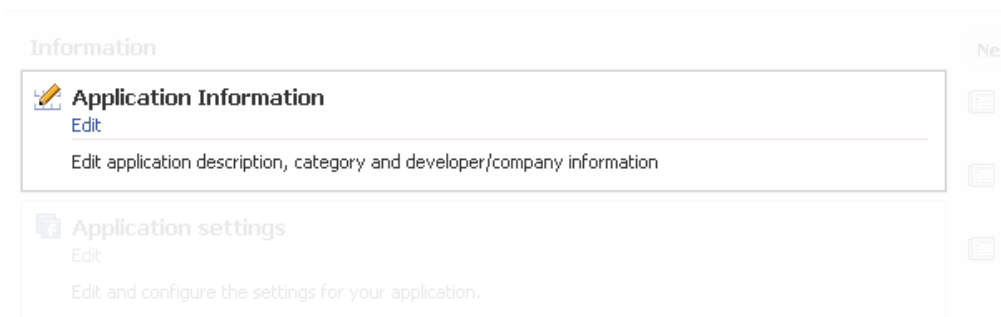 Information
Ne
Application Information
Edit
Edit application description, category and developer/company information
Application settings
Edit
Edit and configure the settings for your application.